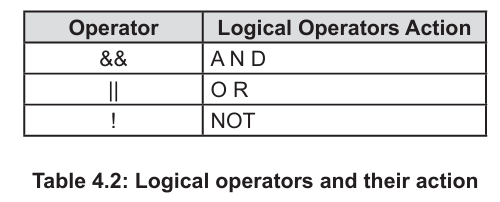 Operator Logical Operators Action
&& A N D
|| O R
! NOT
Table 4.2: Logical operators and their action